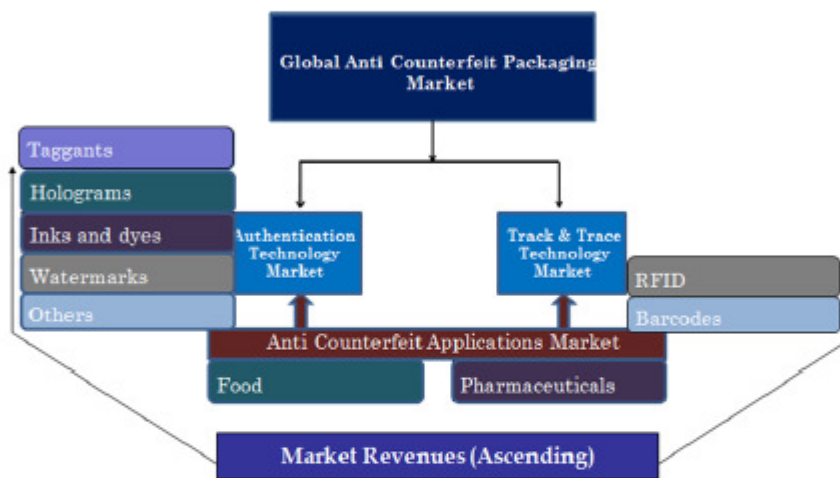 Global Anti Counterfeit Packaging
Market
Taggants
Holograms
Inks and dyes
Watermarks
Others
Authentication
Technology
Market
Track & Trace
Technology
Market
RFID
Barcodes
Anti Counterfeit Applications Market
Food
Pharmaceuticals
Market Revenues (Ascending)